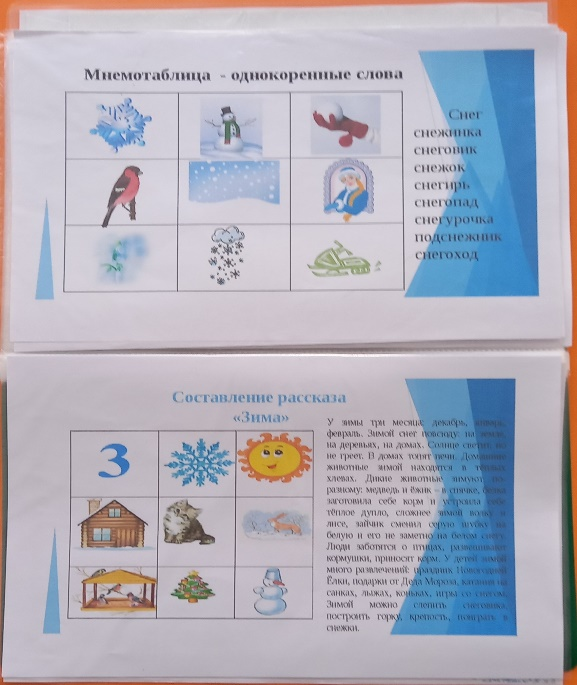 Мнемотаблица - однокоренные слова
Снег
снежинка
снеговик
снежок
снегирь
снегопад
снегурочка
подснежник
снегоход
Составление рассказа
«Зима»
3
У зимы три месяца: декабрь, январь,
февраль. Зимой снег повсюду: на земле,
на деревьях, на домах. Солнце светит, но
не греет. В домах топят печи. Домашние
животные зимой находятся в тёплых
хлевах. Дикие животные зимуют по-
разному: медведь и ёжик – в спячке, белка
заготовила себе корм и устроила себе
тёплое дупло, сложнее зимой волку и
лисе, зайчик сменил серую шубку на
белую и его не заметно на белом снегу.
Люди заботятся о птицах, развешивают
кормушки, приносят корм. У детей зимой
много развлечений: праздник Новогодней
Ёлки, подарки от Деда Мороза, катания на
санках, лыжах, коньках, игры со снегом.
Зимой можно слепить снеговика,
построить горку, крепость, поиграть в
снежки.